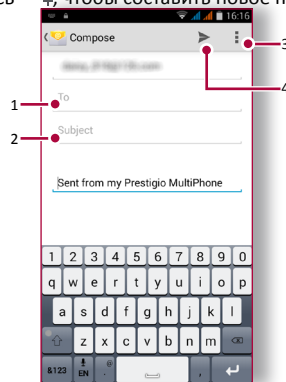 чтобы составить новое п
16:16
Compose
3
4
To
1
Subject
2
Sent from my Prestigio MultiPhone
1 2 3 4 5 6 7 8 9 0
q w e r t y u i o p
a s d f g h j k l
z x c v b n m
&123 EN @ . ,